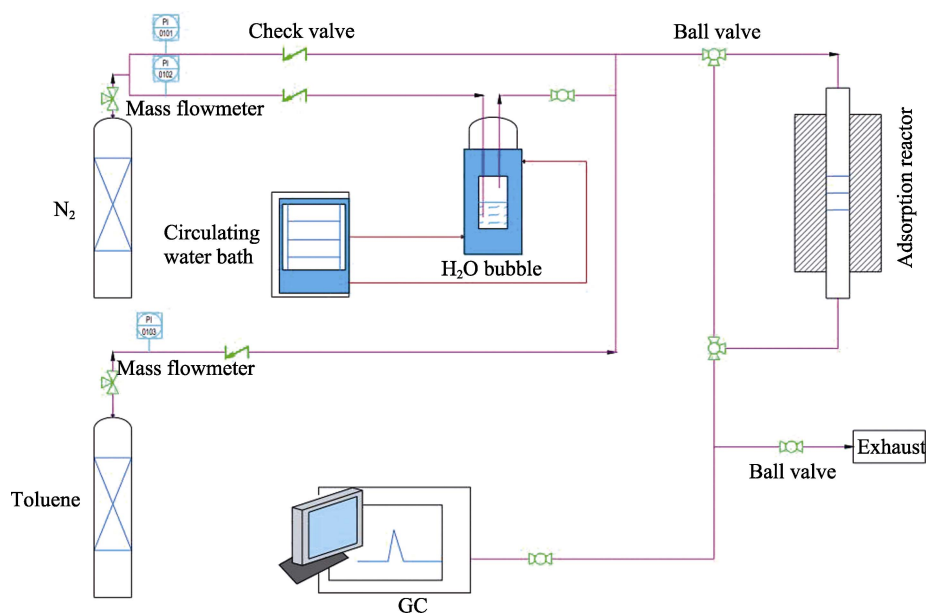 PI
0101
Check valve
Ball valve
PI
0102
Mass flowmeter
N₂
Circulating
water bath
H₂O bubble
Adsorption reactor
PI
0103
Mass flowmeter
Toluene
Ball valve
Exhaust
GC